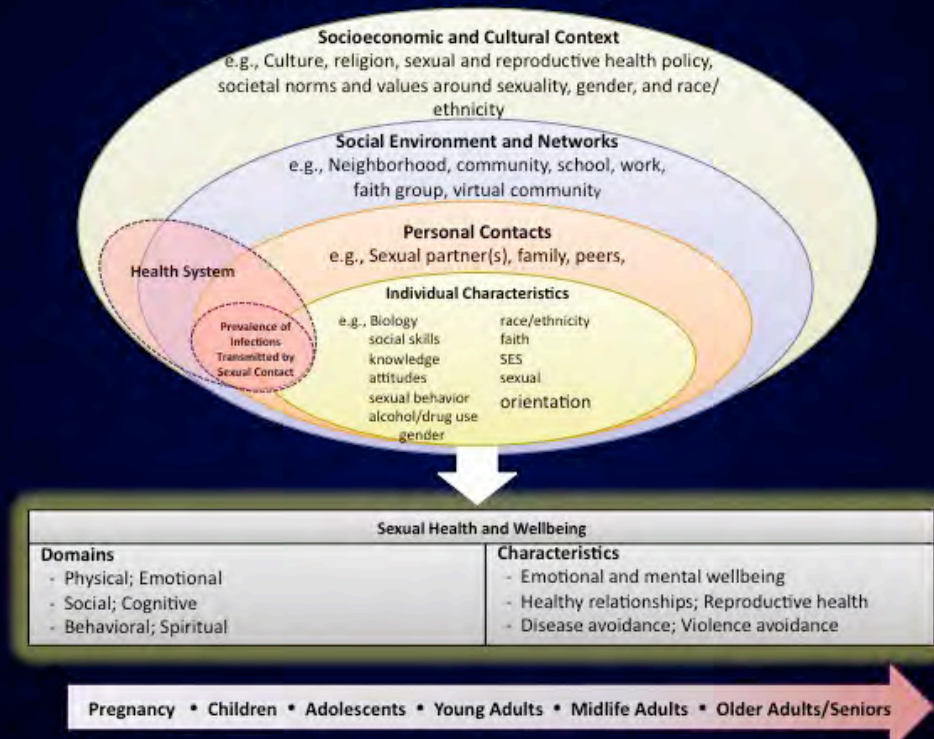 Socioeconomic and Cultural Context
e.g., Culture, religion, sexual and reproductive health policy,
societal norms and values around sexuality, gender, and race/
ethnicity
Social Environment and Networks
e.g., Neighborhood, community, school, work,
faith group, virtual community
Personal Contacts
e.g., Sexual partner(s), family, peers,
Health System
Prevalence of
Infections
Transmitted by
Sexual Contact
Individual Characteristics
e.g., Biology
social skills
knowledge
attitudes
sexual behavior
alcohol/drug use
gender
race/ethnicity
faith
SES
sexual
orientation
Sexual Health and Wellbeing
Domains
- Physical; Emotional
- Social; Cognitive
- Behavioral; Spiritual
Characteristics
- Emotional and mental wellbeing
- Healthy relationships; Reproductive health
- Disease avoidance; Violence avoidance
Pregnancy • Children • Adolescents • Young Adults • Midlife Adults • Older Adults/Seniors